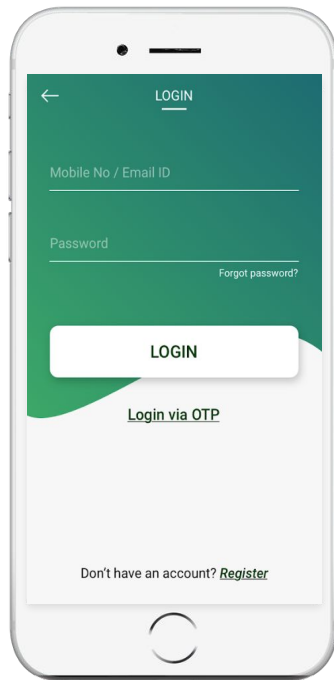 LOGIN
Mobile No / Email ID
Password
Forgot password?
LOGIN
Login via OTP
Don't have an account? Register